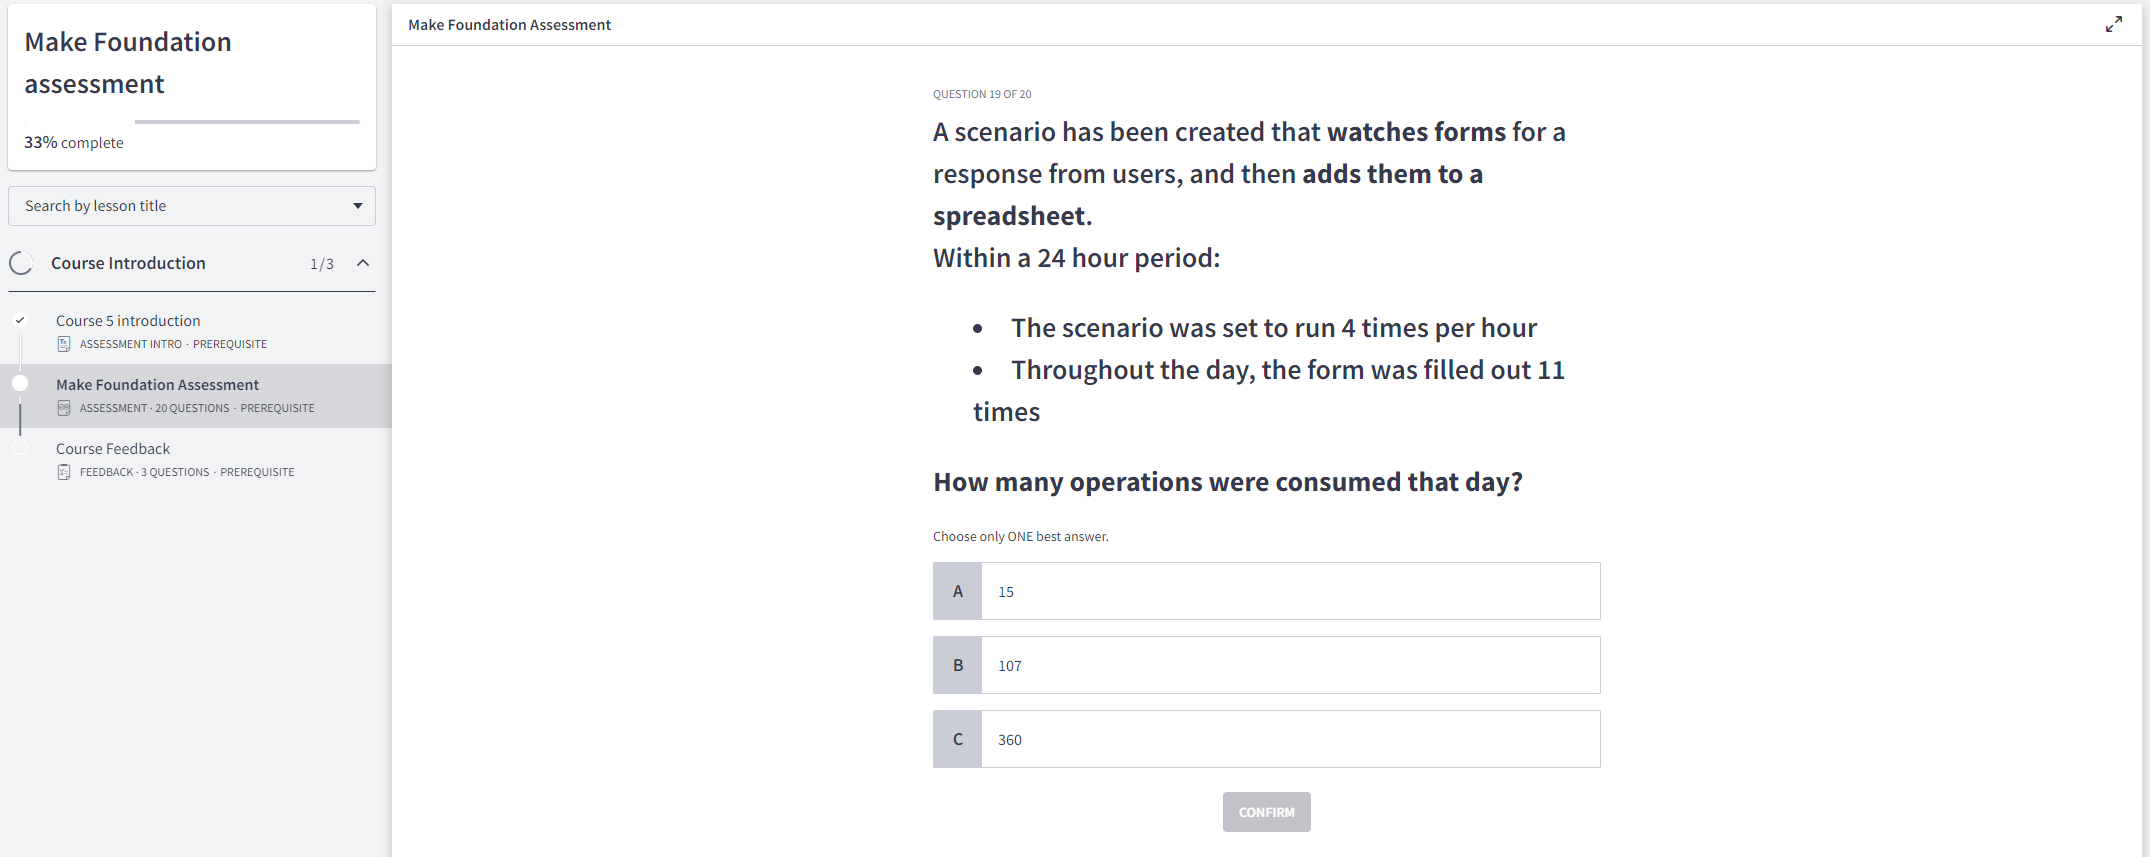 Make Foundation
assessment
33% complete
Search by lesson title
Course Introduction 1/3
Course 5 introduction
ASSESSMENT INTRO · PREREQUISITE
Make Foundation Assessment
ASSESSMENT · 20 QUESTIONS · PREREQUISITE
Course Feedback
FEEDBACK · 3 QUESTIONS · PREREQUISITE
Make Foundation Assessment
QUESTION 19 OF 20
A scenario has been created that watches forms for a
response from users, and then adds them to a
spreadsheet.
Within a 24 hour period:
• The scenario was set to run 4 times per hour
• Throughout the day, the form was filled out 11
times
How many operations were consumed that day?
Choose only ONE best answer.
A 15
B 107
C 360
CONFIRM